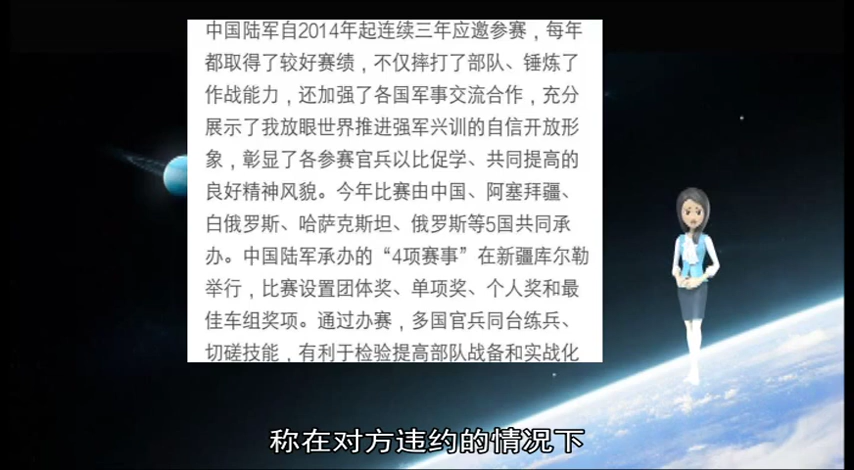 中国陆军自2014年起连续三年应邀参赛，每年
都取得了较好赛绩，不仅摔打了部队、锤炼了
作战能力，还加强了各国军事交流合作，充分
展示了我放眼世界推进强军兴训的自信开放形
象，彰显了各参赛官兵以比促学、共同提高的
良好精神风貌。今年比赛由中国、阿塞拜疆、
白俄罗斯、哈萨克斯坦、俄罗斯等5国共同承
办。中国陆军承办的“4项赛事”在新疆库尔勒
举行，比赛设置团体奖、单项奖、个人奖和最
佳车组奖项。通过办赛，多国官兵同台练兵、
切磋技能，有利于检验提高部队战备和实战化
称在对方违约的情况下